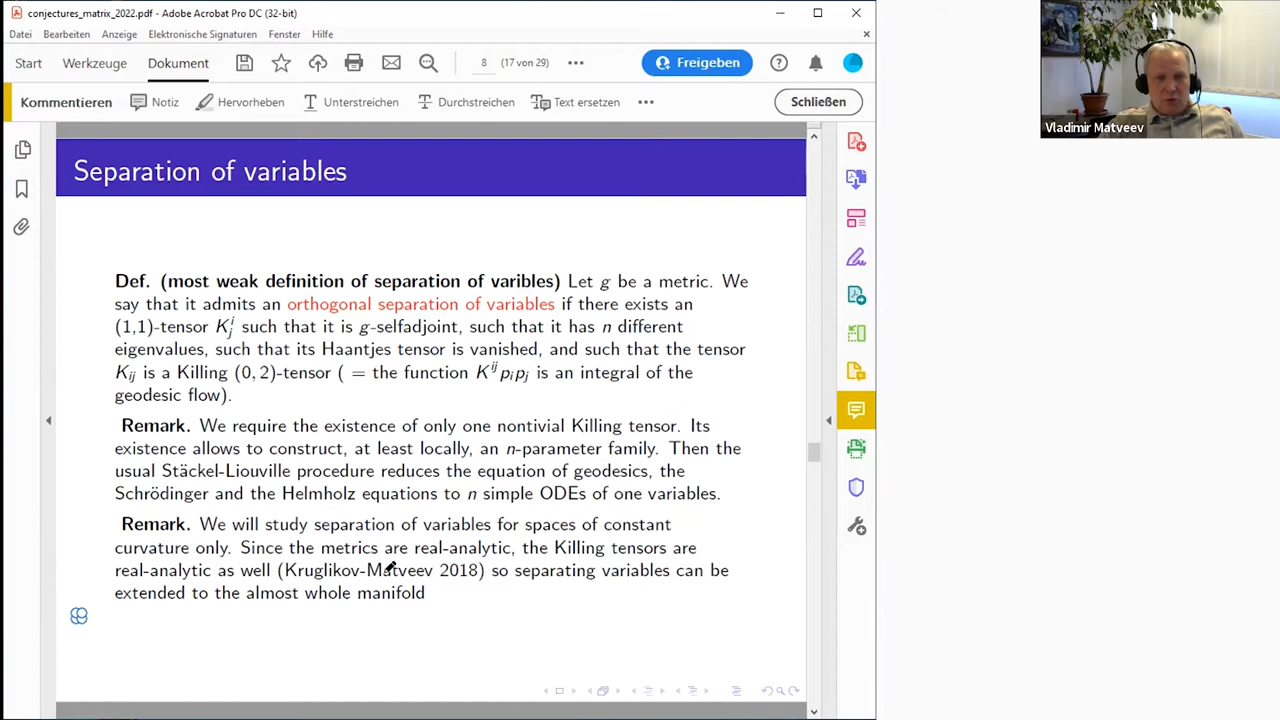 conjectures_matrix_2022.pdf - Adobe Acrobat Pro DC (32-bit)
Datei Bearbeiten Anzeige Elektronische Signaturen Fenster Hilfe
Start Werkzeuge Dokument 8 (17 von 29) Freigeben
Kommentieren Notiz Hervorheben Unterstreichen Durchstreichen Text ersetzen Schließen
Vladimir Matveev
Separation of variables
Def. (most weak definition of separation of varibles) Let g be a metric. We
say that it admits an orthogonal separation of variables if there exists an
(1,1)-tensor K^i_j such that it is g-selfadjoint, such that it has n different
eigenvalues, such that its Haantjes tensor is vanished, and such that the tensor
K_ij is a Killing (0, 2)-tensor ( = the function K^ij p_i p_j is an integral of the
geodesic flow).
Remark. We require the existence of only one nontivial Killing tensor. Its
existence allows to construct, at least locally, an n-parameter family. Then the
usual Stäckel-Liouville procedure reduces the equation of geodesics, the
Schrödinger and the Helmholz equations to n simple ODEs of one variables.
Remark. We will study separation of variables for spaces of constant
curvature only. Since the metrics are real-analytic, the Killing tensors are
real-analytic as well (Kruglikov-Matveev 2018) so separating variables can be
extended to the almost whole manifold